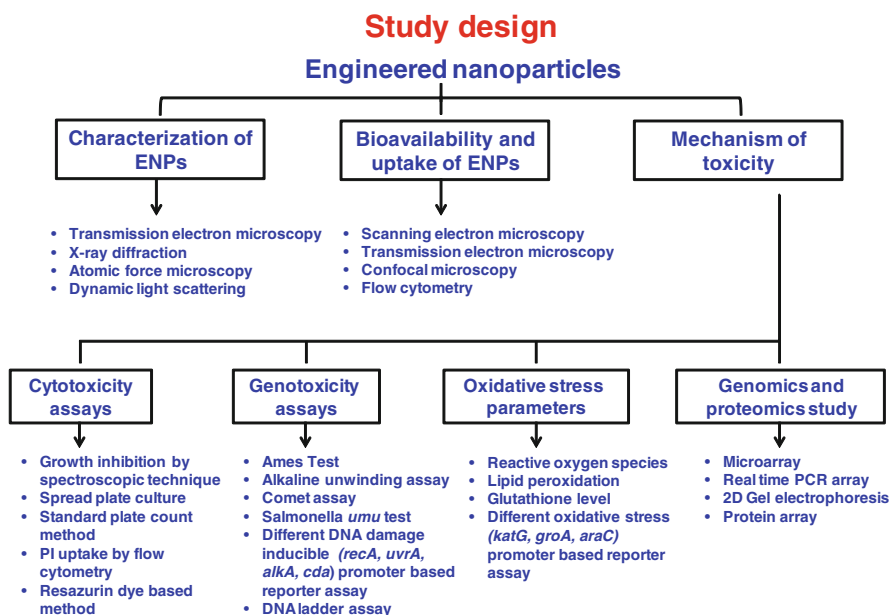 Study design
Engineered nanoparticles
Characterization of
ENPs
Bioavailability and
uptake of ENPs
Mechanism of
toxicity
• Transmission electron microscopy
• X-ray diffraction
• Atomic force microscopy
• Dynamic light scattering
• Scanning electron microscopy
• Transmission electron microscopy
• Confocal microscopy
• Flow cytometry
Cytotoxicity
assays
Genotoxicity
assays
Oxidative stress
parameters
Genomics and
proteomics study
• Growth inhibition by
spectroscopic technique
• Spread plate culture
• Standard plate count
method
• PI uptake by flow
cytometry
• Resazurin dye based
method
• Ames Test
• Alkaline unwinding assay
• Comet assay
• Salmonella umu test
• Different DNA damage
inducible (recA, uvrA,
alkA, cda) promoter based
reporter assay
• DNA ladder assay
• Reactive oxygen species
• Lipid peroxidation
• Glutathione level
• Different oxidative stress
(katG, groA, araC)
promoter based reporter
assay
• Microarray
• Real time PCR array
• 2D Gel electrophoresis
• Protein array